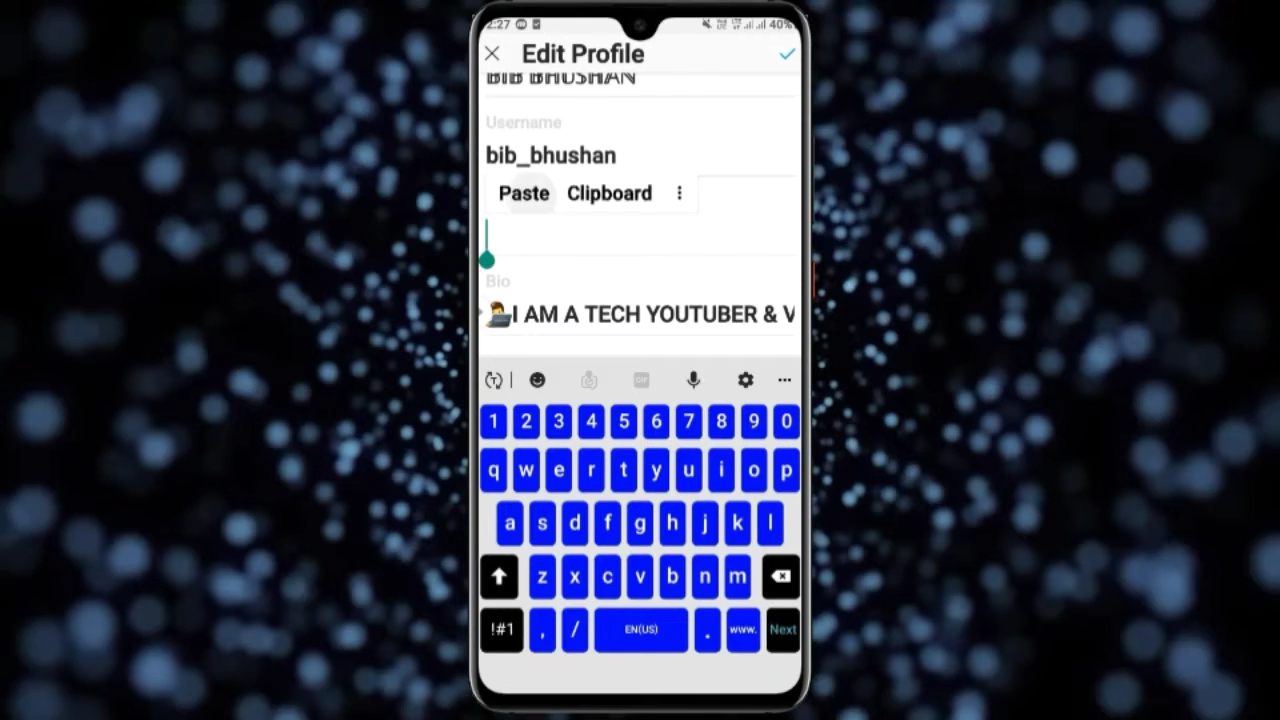 2:27 40%
Edit Profile
BIB BHUSHAN
Username
bib_bhushan
Paste Clipboard
Bio
I AM A TECH YOUTUBER & V
GIF
1 2 3 4 5 6 7 8 9 0
q w e r t y u i o p
a s d f g h j k l
z x c v b n m
!#1 , / EN(US) . www. Next